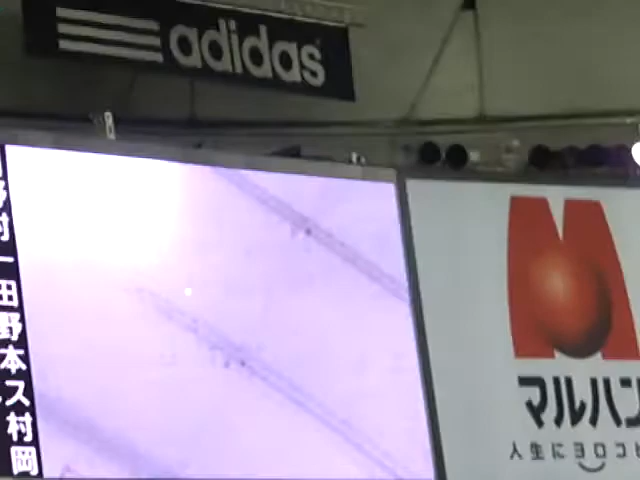 adidas
村
一
田
野
本
ス
村
岡
マルハン
人生にヨロコビ